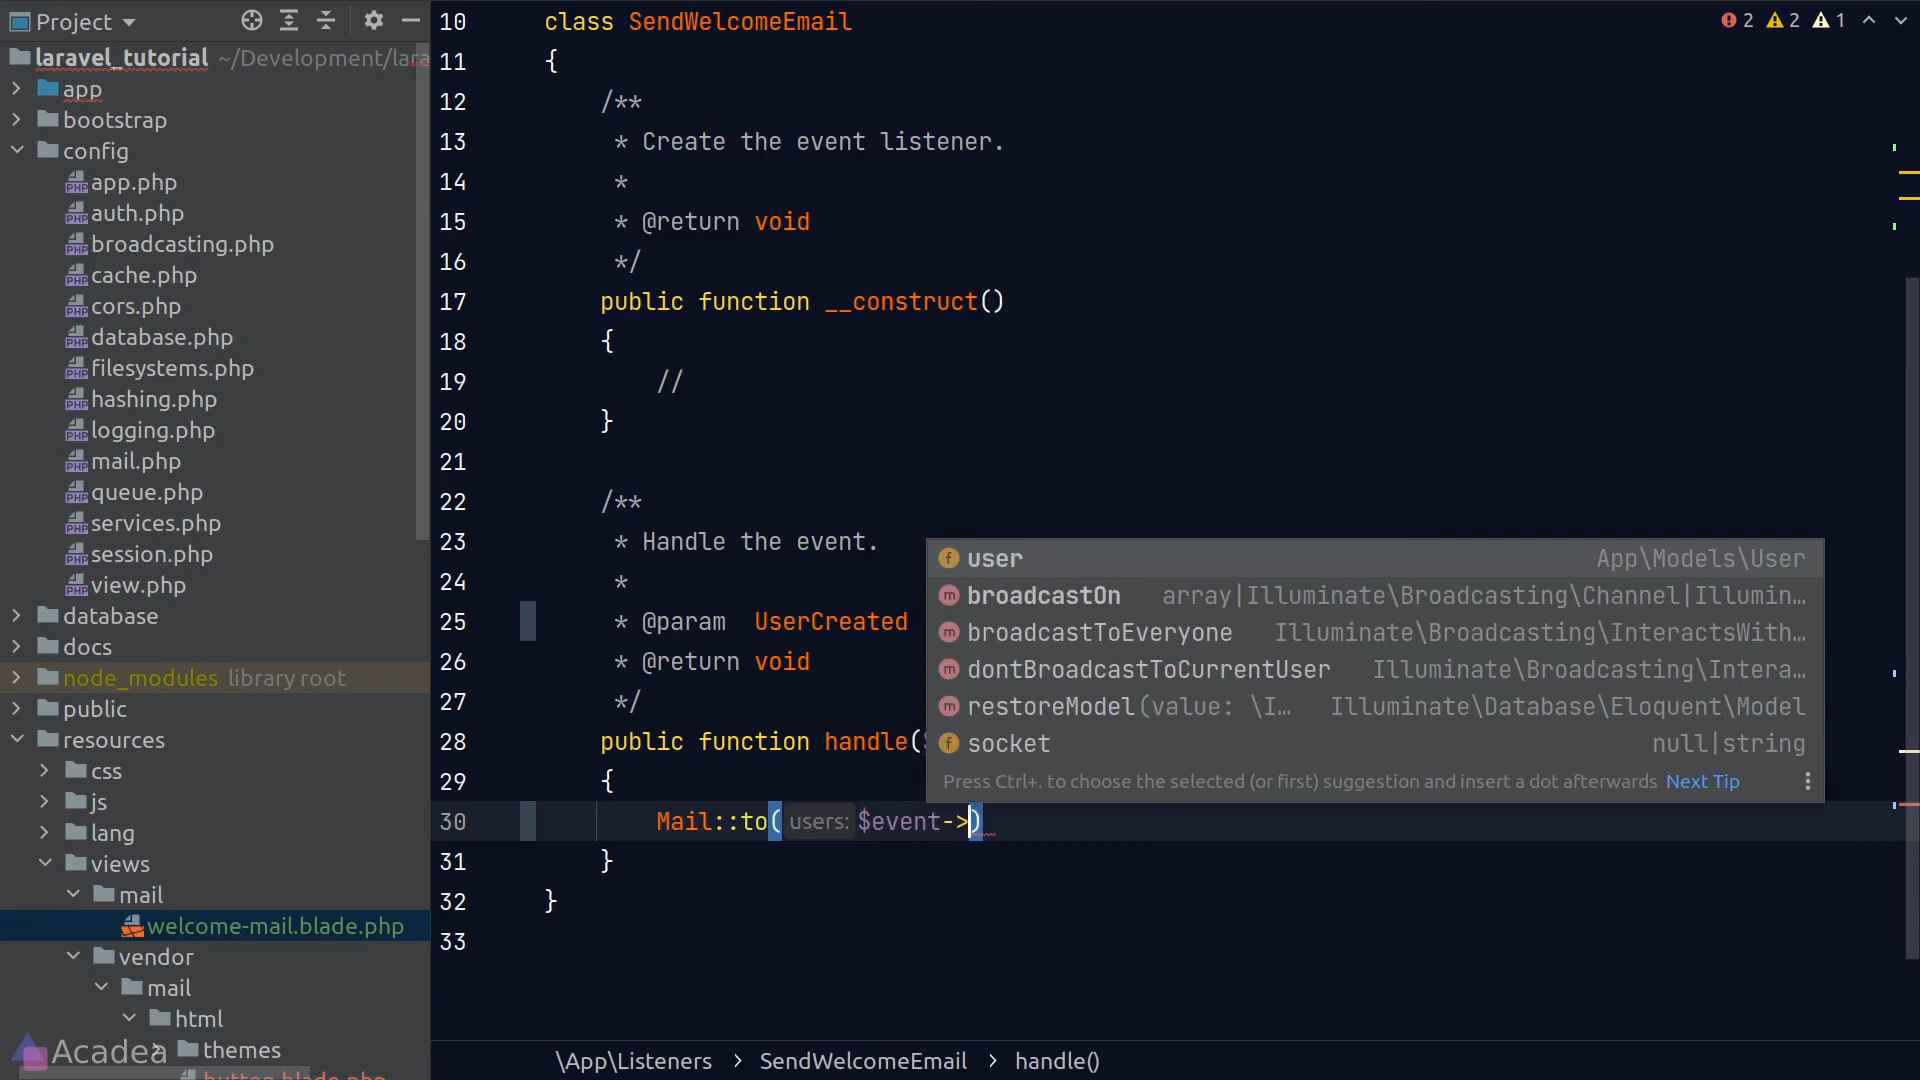 Project
laravel_tutorial ~/Development/lara
app
bootstrap
config
app.php
auth.php
broadcasting.php
cache.php
cors.php
database.php
filesystems.php
hashing.php
logging.php
mail.php
queue.php
services.php
session.php
view.php
database
docs
node_modules library root
public
resources
css
js
lang
views
mail
welcome-mail.blade.php
vendor
mail
html
themes
button.blade.php
Acadea
2 2 1
10 class SendWelcomeEmail
11 {
12 /**
13 * Create the event listener.
14 *
15 * @return void
16 */
17 public function __construct()
18 {
19 //
20 }
21
22 /**
23 * Handle the event.
24 *
25 * @param UserCreated
26 * @return void
27 */
28 public function handle(
29 {
30 Mail::to( users: $event->)
31 }
32 }
33
user App\Models\User
broadcastOn array|Illuminate\Broadcasting\Channel|Illumin…
broadcastToEveryone Illuminate\Broadcasting\InteractsWith…
dontBroadcastToCurrentUser Illuminate\Broadcasting\Intera…
restoreModel(value: \I… Illuminate\Database\Eloquent\Model
socket null|string
Press Ctrl+. to choose the selected (or first) suggestion and insert a dot afterwards Next Tip
\App\Listeners > SendWelcomeEmail > handle()